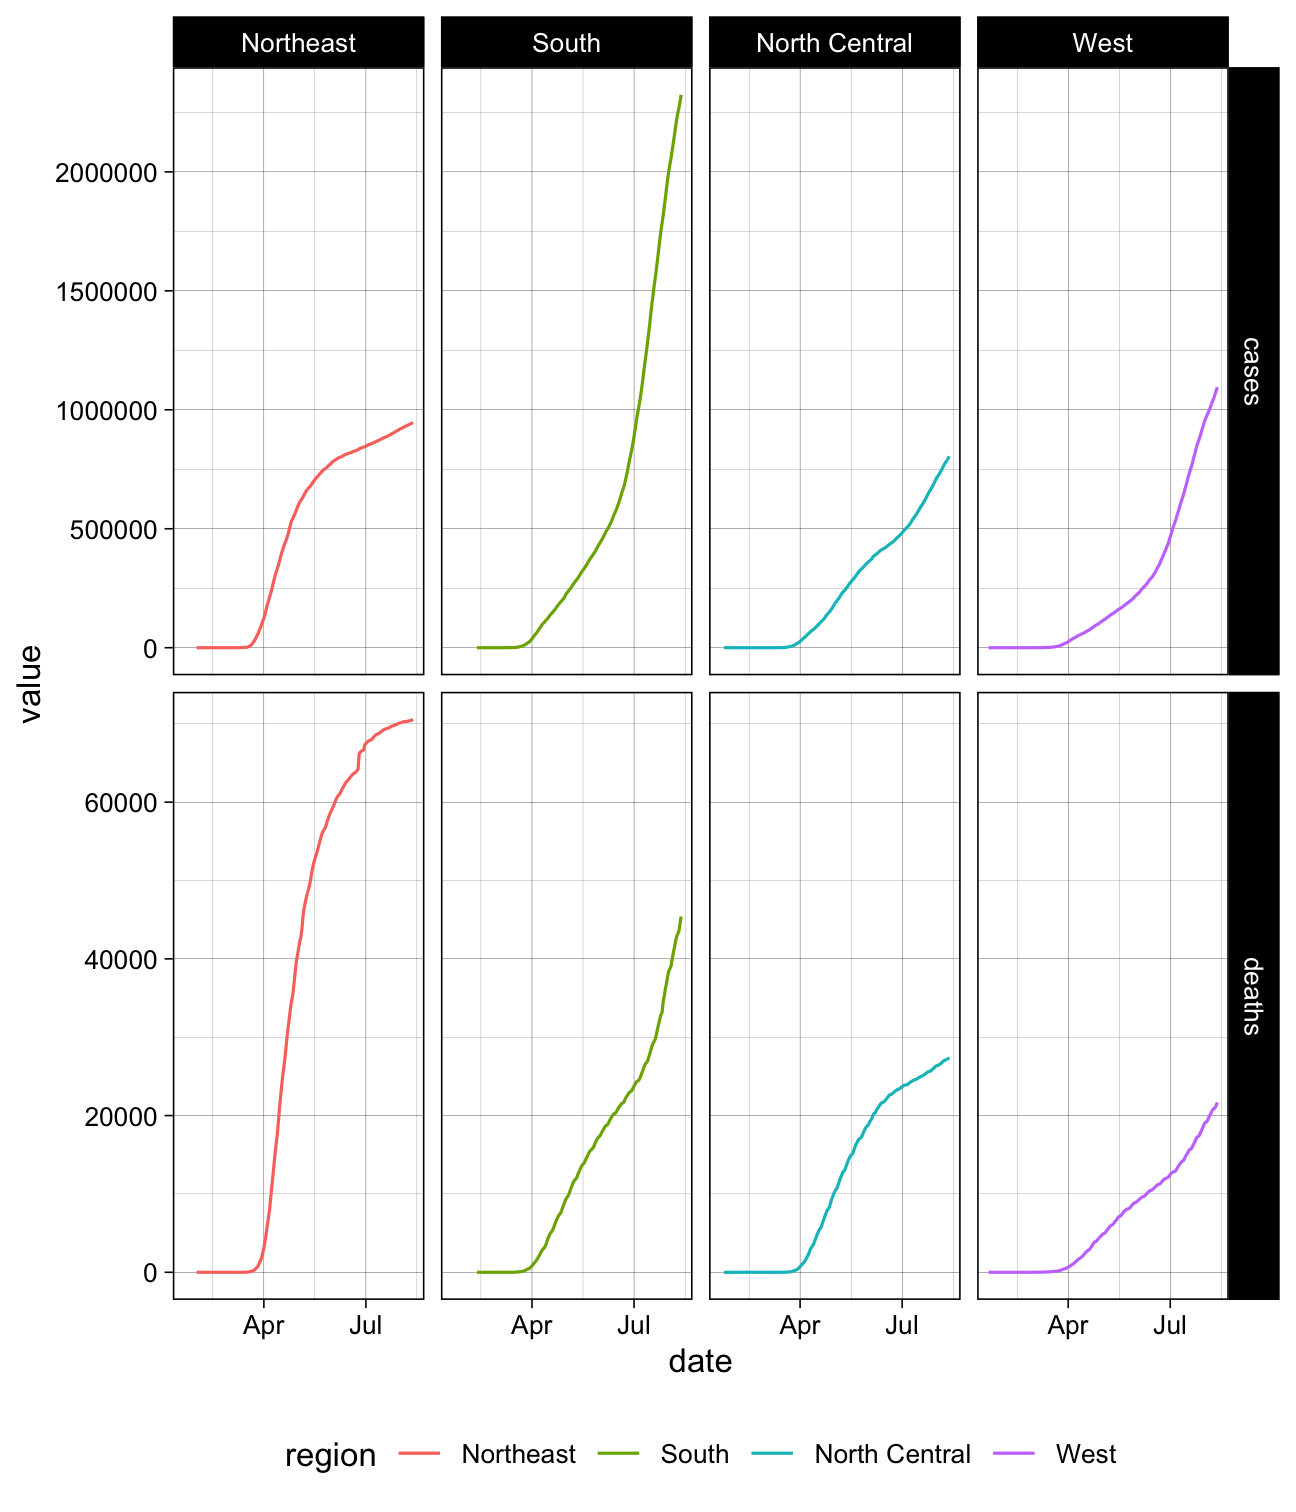 Northeast South North Central West
2000000
1500000
1000000
500000
0
cases
value
60000
40000
20000
0
deaths
Apr Jul Apr Jul Apr Jul Apr Jul
date
region Northeast South North Central West